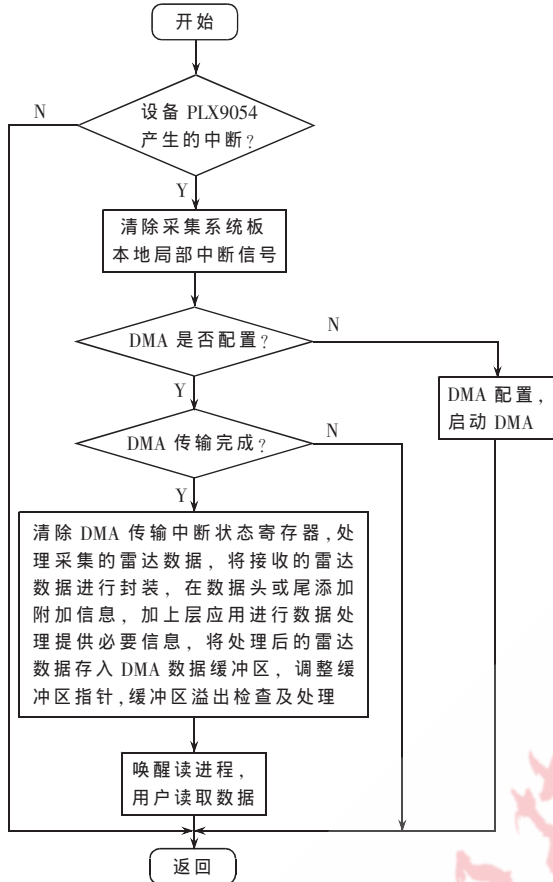 开始
设备 PLX9054
产生的中断?
N
Y
清除采集系统板
本地局部中断信号
DMA 是否配置?
N
Y
DMA 配置,
启动 DMA
DMA 传输完成?
N
Y
清除 DMA 传输中断状态寄存器,处
理采集的雷达数据,将接收的雷达
数据进行封装,在数据头或尾添加
附加信息,加上层应用进行数据处
理提供必要信息,将处理后的雷达
数据存入 DMA 数据缓冲区,调整缓
冲区指针,缓冲区溢出检查及处理
唤醒读进程,
用户读取数据
返回